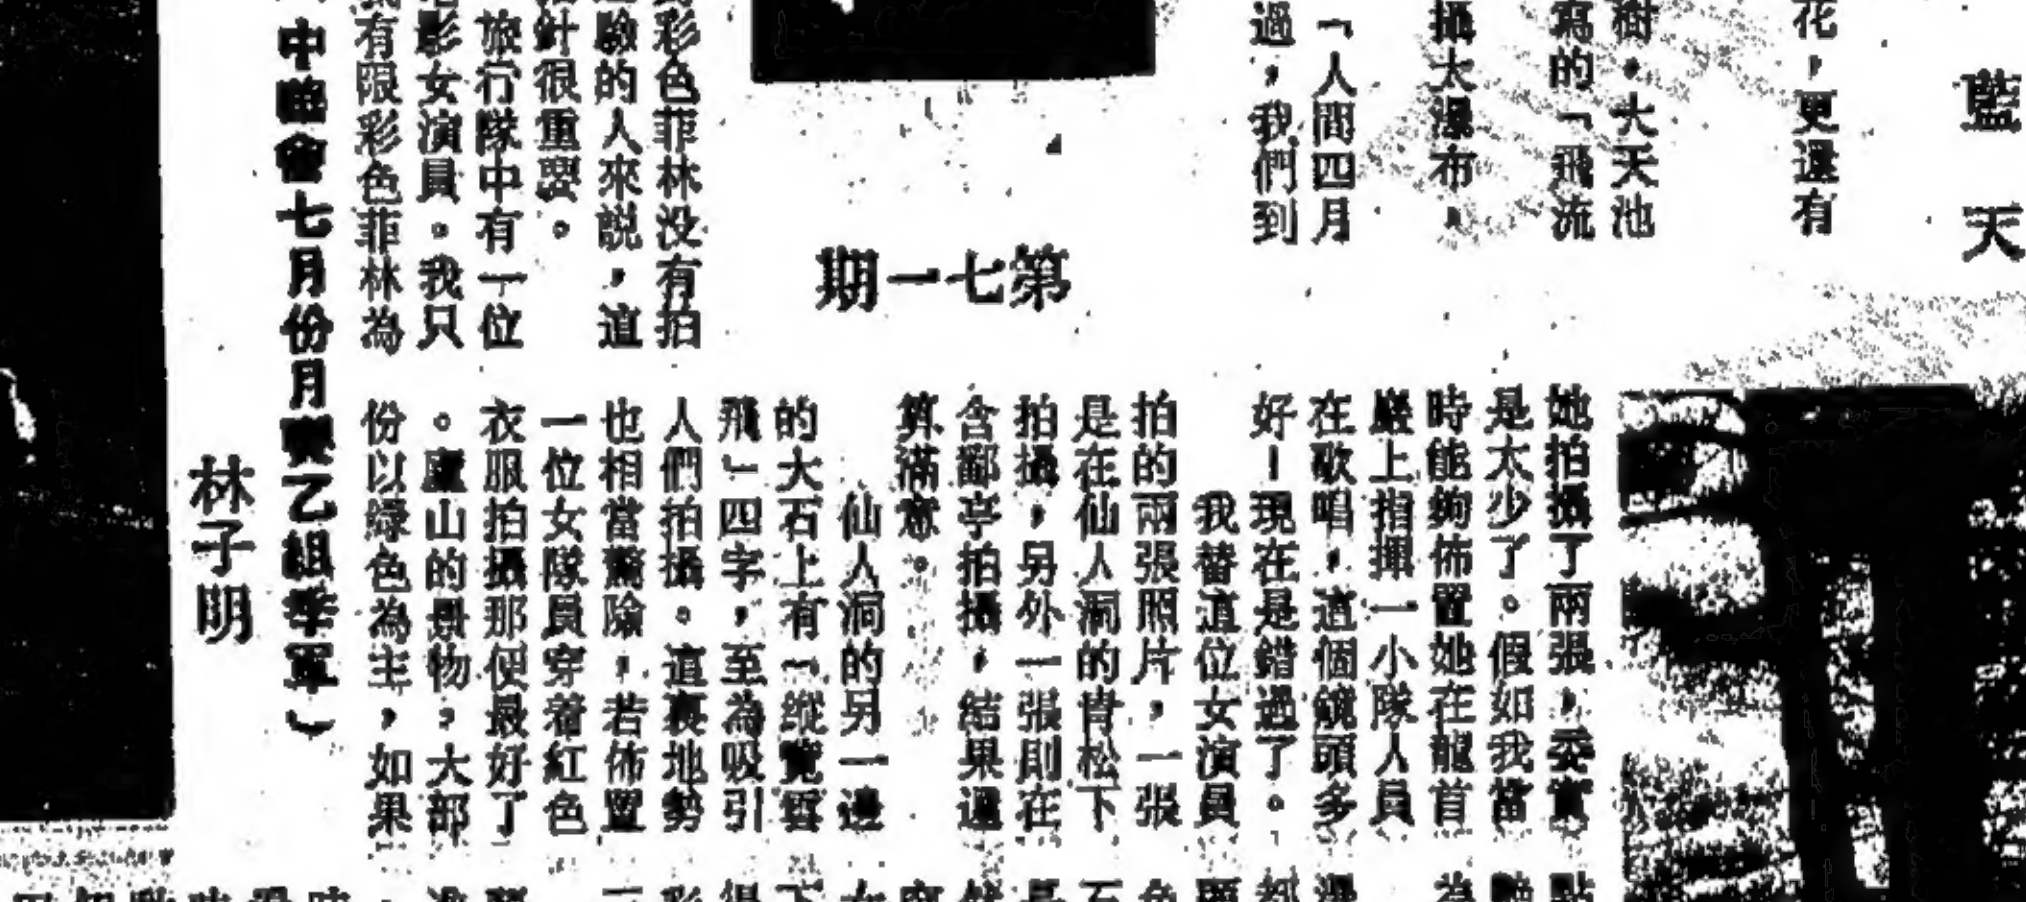 藍天
花，更還有
樹。大天池
寫的「飛流
攝大瀑布，
「人間四月
過，我們到
第七一期
彩色菲林没有拍
驗的人來説，這
針很重要。
旅行隊中有一位
影女演員。我只
有限彩色菲林為
中 會七月份月賽乙組季軍）
林子明
她拍攝了兩張，委實
是太少了。假如我當
時能夠佈置她在龍首
巖上指揮一小隊人員
在歌唱，這個鏡頭多
好！現在是錯過了。
我替這位女演員
拍的兩張照片，一張
是在仙人洞的青松下
拍攝，另外一張則在
含鄱亭拍攝，結果還
算滿意。
仙人洞的另一邊
的大石上有「縱覽雲
飛」四字，至為吸引
人們拍攝。這裏地勢
也相當驚險，若佈置
一位女隊員穿着紅色
衣服拍攝那便最好了
。廬山的景物，大部
份以綠色為主，如果